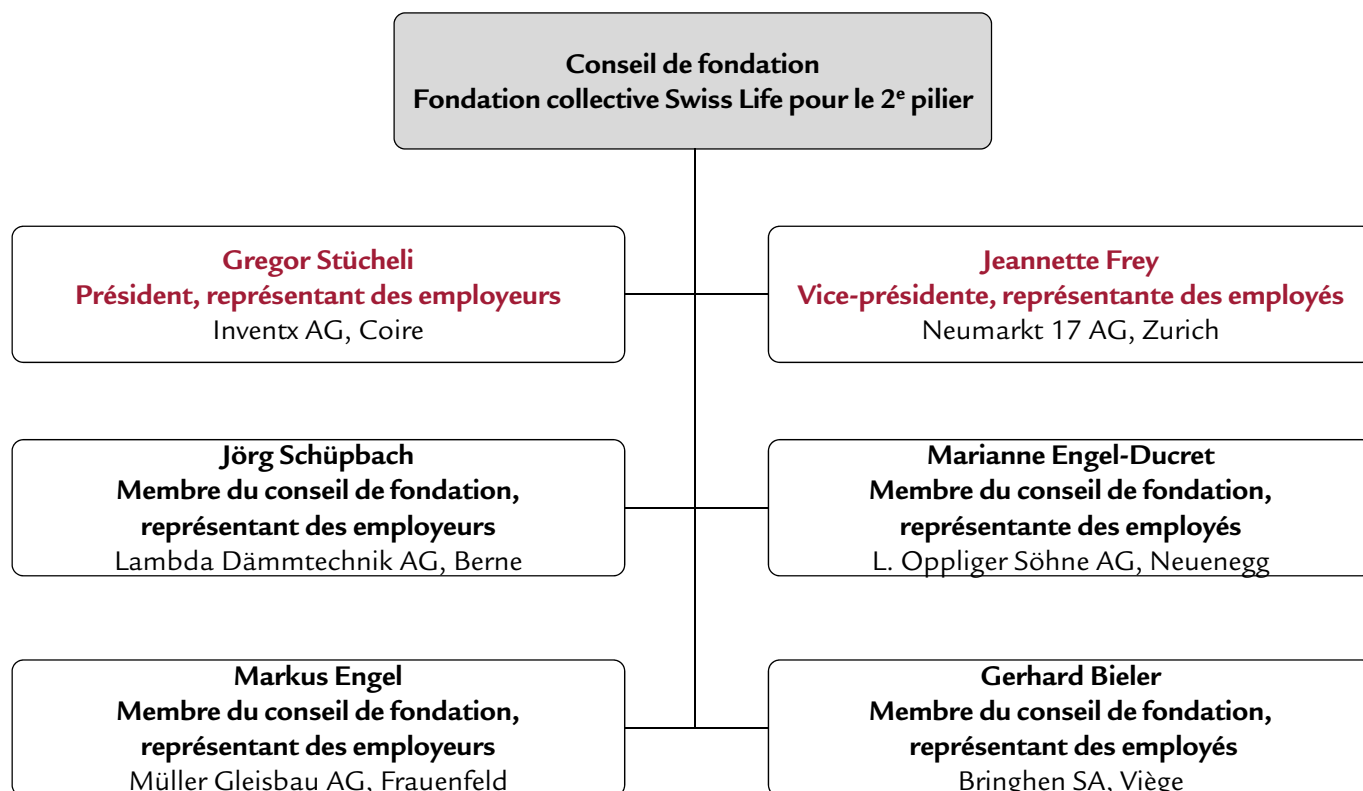 Conseil de fondation
Fondation collective Swiss Life pour le 2e pilier
Gregor Stücheli
Président, représentant des employeurs
Inventx AG, Coire
Jeannette Frey
Vice-présidente, représentante des employés
Neumarkt 17 AG, Zurich
Jörg Schüpbach
Membre du conseil de fondation,
représentant des employeurs
Lambda Dämmtechnik AG, Berne
Marianne Engel-Ducret
Membre du conseil de fondation,
représentante des employés
L. Oppliger Söhne AG, Neuenegg
Markus Engel
Membre du conseil de fondation,
représentant des employeurs
Müller Gleisbau AG, Frauenfeld
Gerhard Bieler
Membre du conseil de fondation,
représentant des employés
Bringhen SA, Viège